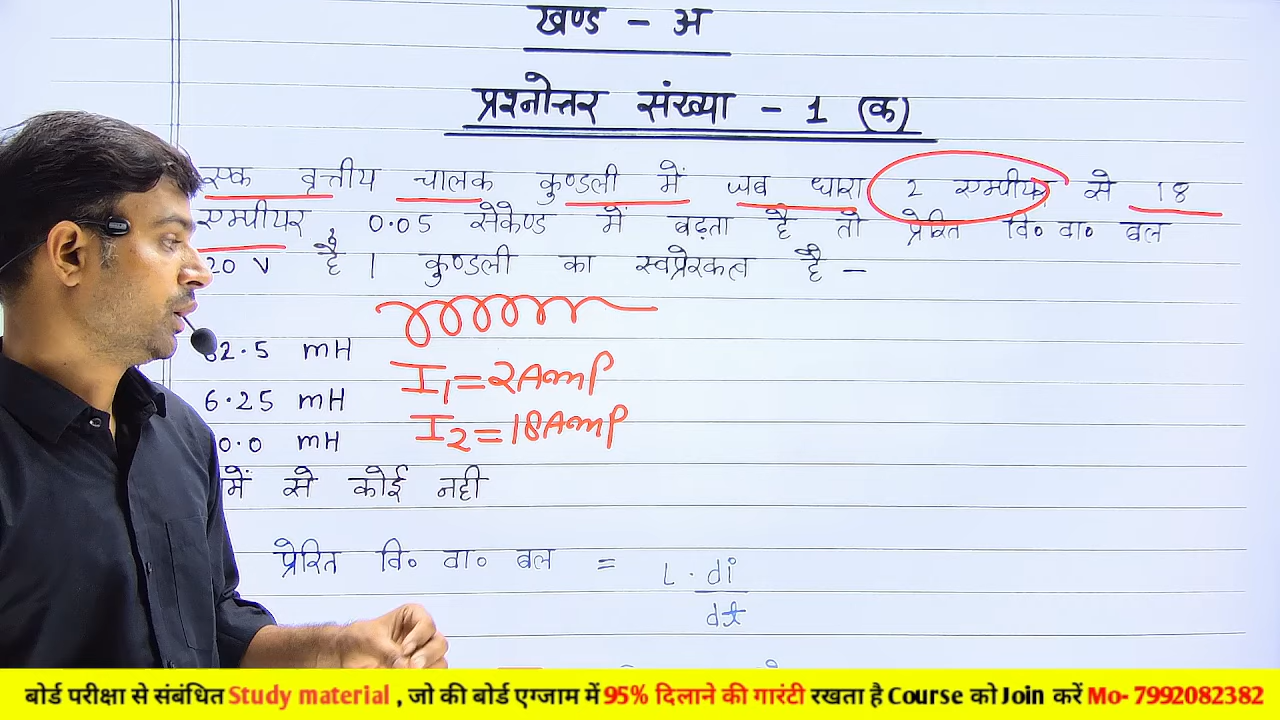 खण्ड - अ
प्रश्नोत्तर संख्या - 1 (क)
एक वृत्तीय चालक कुण्डली में जब धारा 2 एम्पीयर से 18
एम्पीयर , 0.05 सेकेण्ड में बढ़ता है तो प्रेरित वि० वा० बल
20 V है । कुण्डली का स्वप्रेरकत्व है -
62.5 mH
I₁ = 2Amp
6.25 mH
I₂ = 18Amp
0.0 mH
में से कोई नही
प्रेरित वि० वा० बल = L . di
dt
बोर्ड परीक्षा से संबंधित Study material , जो की बोर्ड एग्जाम में 95% दिलाने की गारंटी रखता है Course को Join करें Mo- 7992082382